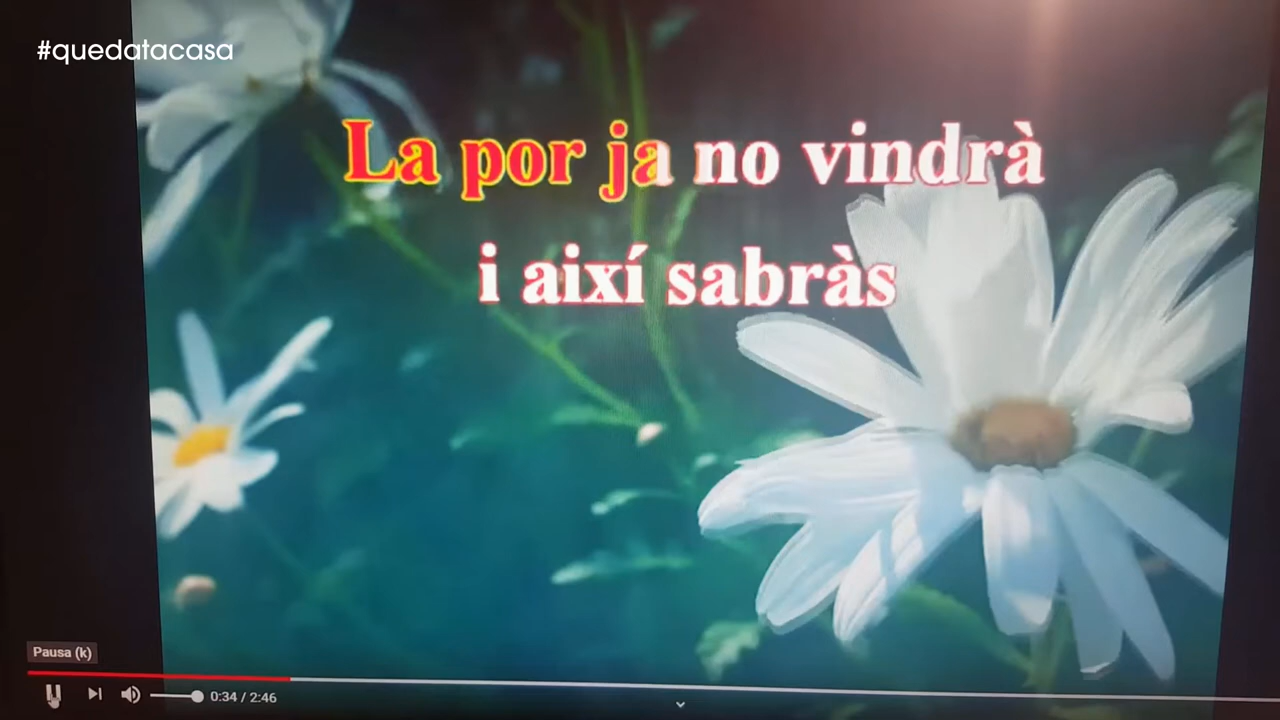 #quedatacasa
La por ja no vindrà
i així sabràs
Pausa (k)
0:34 / 2:46